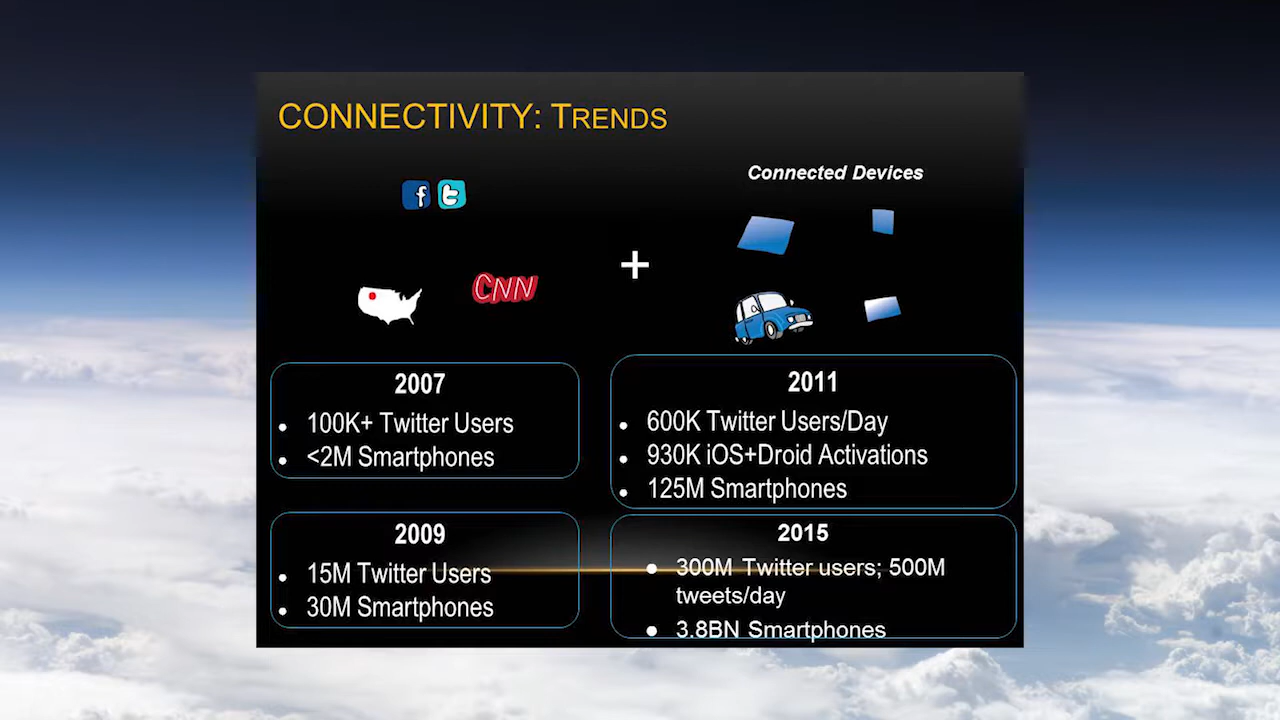 CONNECTIVITY: TRENDS
Connected Devices
f t
CNN
+
2007
• 100K+ Twitter Users
• <2M Smartphones
2011
• 600K Twitter Users/Day
• 930K iOS+Droid Activations
• 125M Smartphones
2009
• 15M Twitter Users
• 30M Smartphones
2015
• 300M Twitter users; 500M
tweets/day
• 3.8BN Smartphones